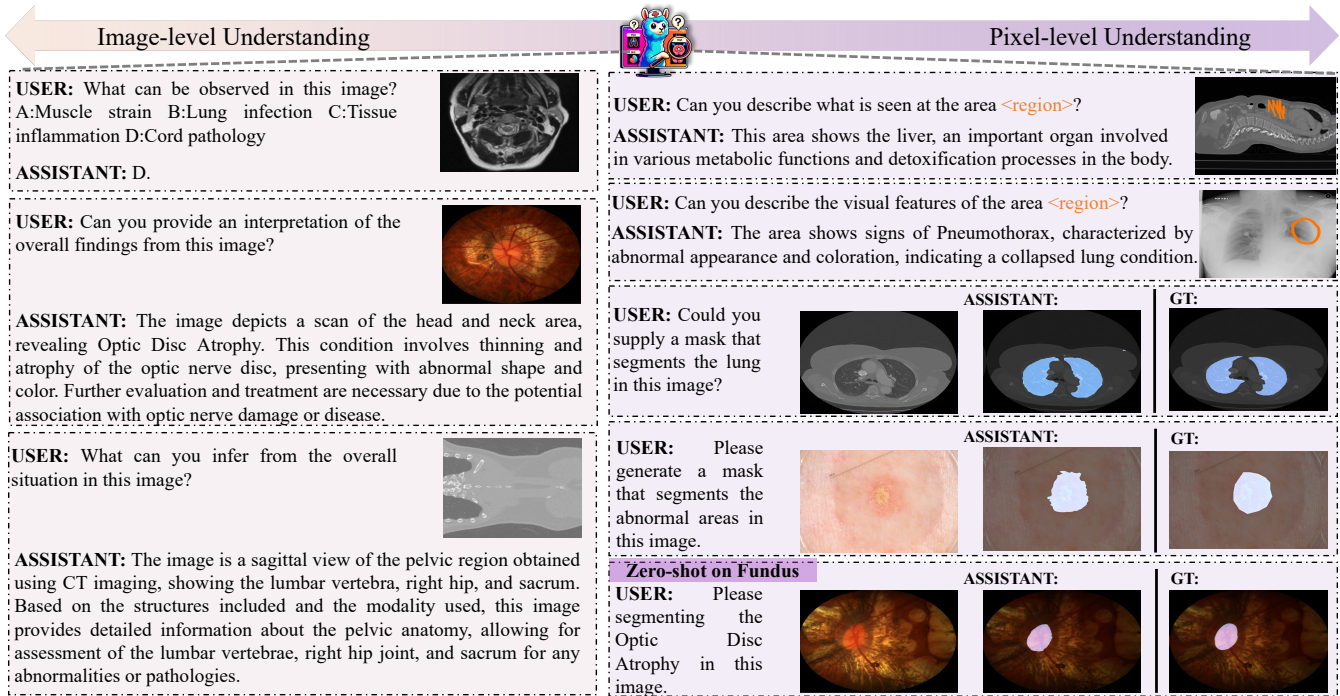 Image-level Understanding
Pixel-level Understanding
USER: What can be observed in this image?
A:Muscle strain B:Lung infection C:Tissue
inflammation D:Cord pathology
ASSISTANT: D.
USER: Can you provide an interpretation of the
overall findings from this image?
ASSISTANT: The image depicts a scan of the head and neck area,
revealing Optic Disc Atrophy. This condition involves thinning and
atrophy of the optic nerve disc, presenting with abnormal shape and
color. Further evaluation and treatment are necessary due to the potential
association with optic nerve damage or disease.
USER: What can you infer from the overall
situation in this image?
ASSISTANT: The image is a sagittal view of the pelvic region obtained
using CT imaging, showing the lumbar vertebra, right hip, and sacrum.
Based on the structures included and the modality used, this image
provides detailed information about the pelvic anatomy, allowing for
assessment of the lumbar vertebrae, right hip joint, and sacrum for any
abnormalities or pathologies.
USER: Can you describe what is seen at the area <region>?
ASSISTANT: This area shows the liver, an important organ involved
in various metabolic functions and detoxification processes in the body.
USER: Can you describe the visual features of the area <region>?
ASSISTANT: The area shows signs of Pneumothorax, characterized by
abnormal appearance and coloration, indicating a collapsed lung condition.
USER: Could you
supply a mask that
segments the lung
in this image?
ASSISTANT:
GT:
USER: Please
generate a mask
that segments the
abnormal areas in
this image.
ASSISTANT:
GT:
Zero-shot on Fundus
USER: Please
segmenting the
Optic Disc
Atrophy in this
image.
ASSISTANT:
GT: